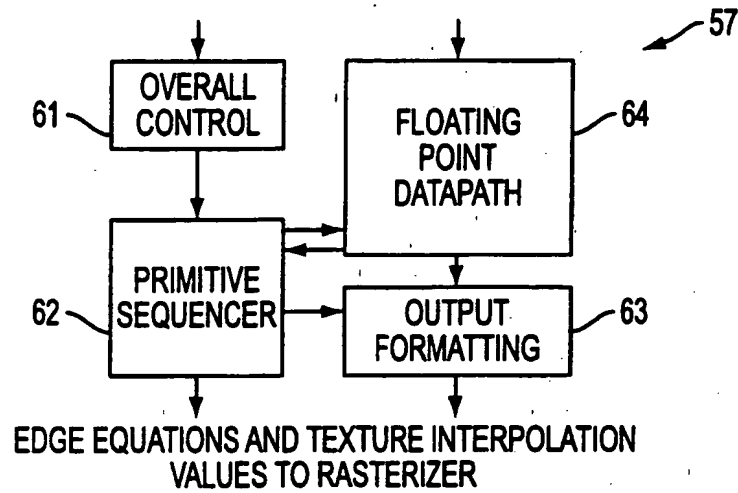 57
OVERALL
CONTROL
61
FLOATING
POINT
DATAPATH
64
PRIMITIVE
SEQUENCER
62
OUTPUT
FORMATTING
63
EDGE EQUATIONS AND TEXTURE INTERPOLATION
VALUES TO RASTERIZER